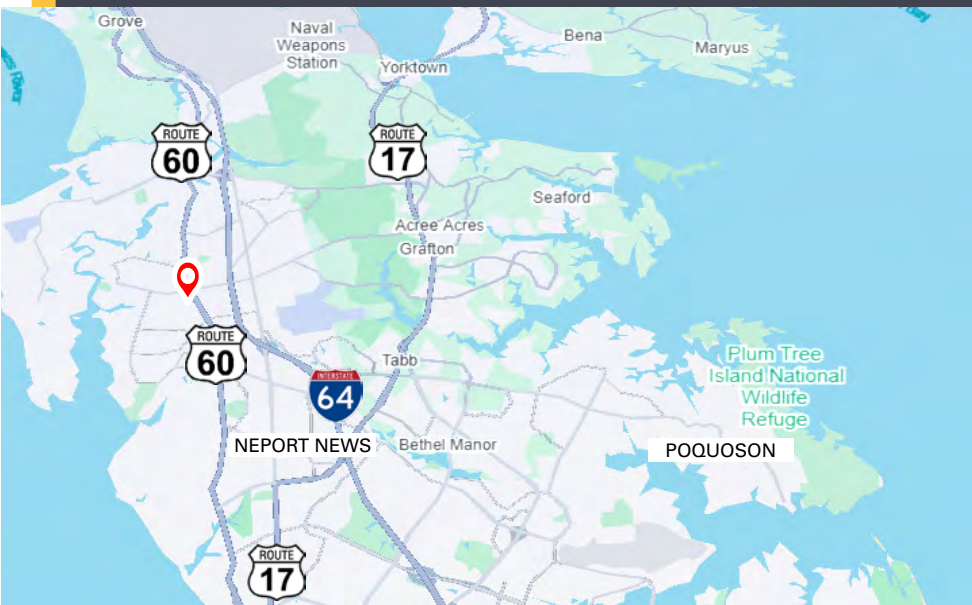 Grove
Naval
Weapons
Station
Bena
Maryus
Yorktown
ROUTE
60
ROUTE
17
Seaford
Acree Acres
Grafton
ROUTE
60
Tabb
Plum Tree
Island National
Wildlife
Refuge
INTERSTATE
64
NEPORT NEWS
Bethel Manor
POQUOSON
ROUTE
17